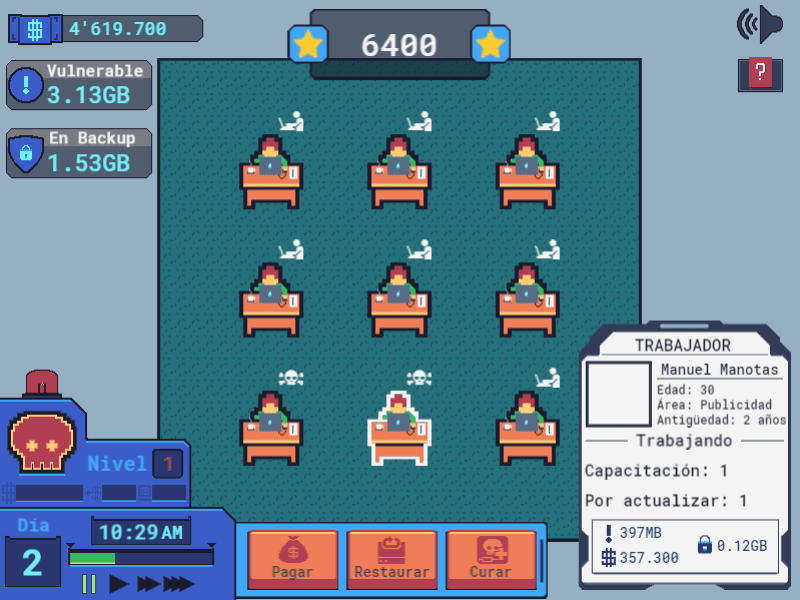 4'619.700
6400
?
Vulnerable
3.13GB
En Backup
1.53GB
TRABAJADOR
Manuel Manotas
Edad: 30
Área: Publicidad
Antigüedad: 2 años
Trabajando
Capacitación: 1
Por actualizar: 1
397MB
357.300
0.12GB
Nivel 1
Día
2
10:29AM
Pagar
Restaurar
Curar